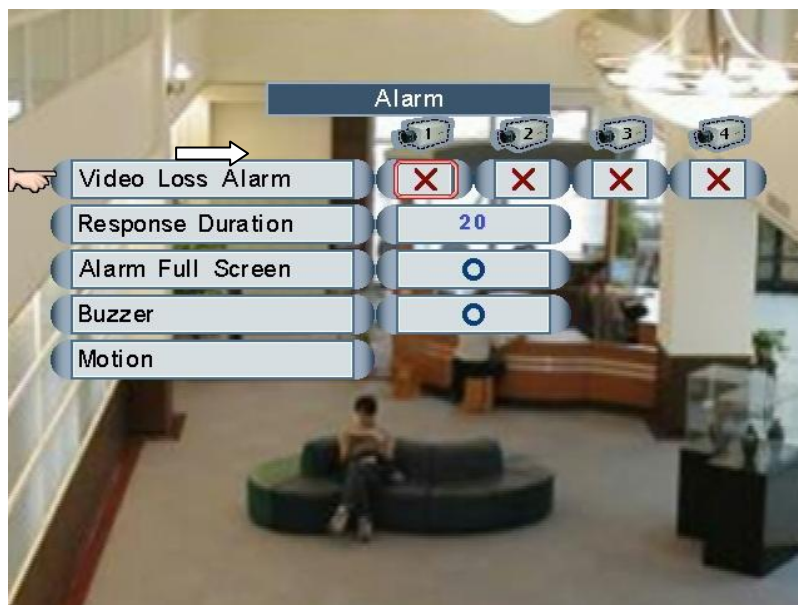 Alarm
1 2 3 4
Video Loss Alarm X X X X
Response Duration 20
Alarm Full Screen O
Buzzer O
Motion